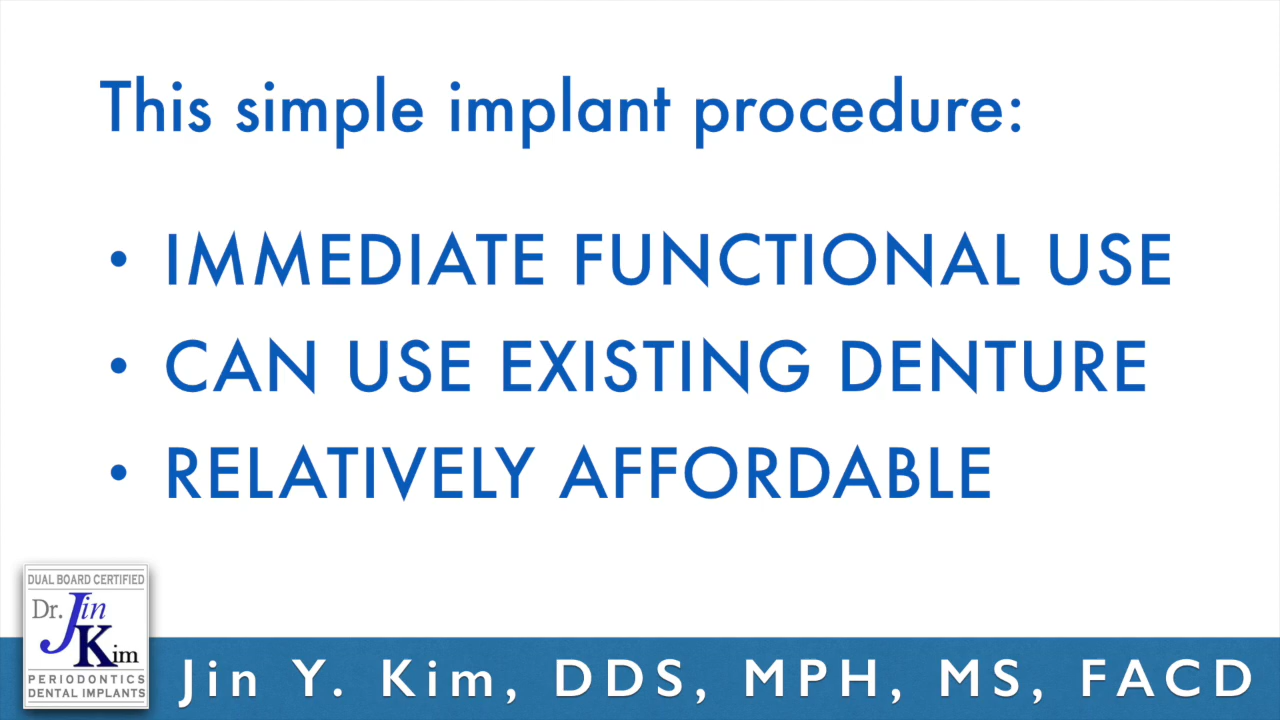 This simple implant procedure:
• IMMEDIATE FUNCTIONAL USE
• CAN USE EXISTING DENTURE
• RELATIVELY AFFORDABLE
DUAL BOARD CERTIFIED
Dr. Jin
Kim
PERIODONTICS
DENTAL IMPLANTS
Jin Y. Kim, DDS, MPH, MS, FACD